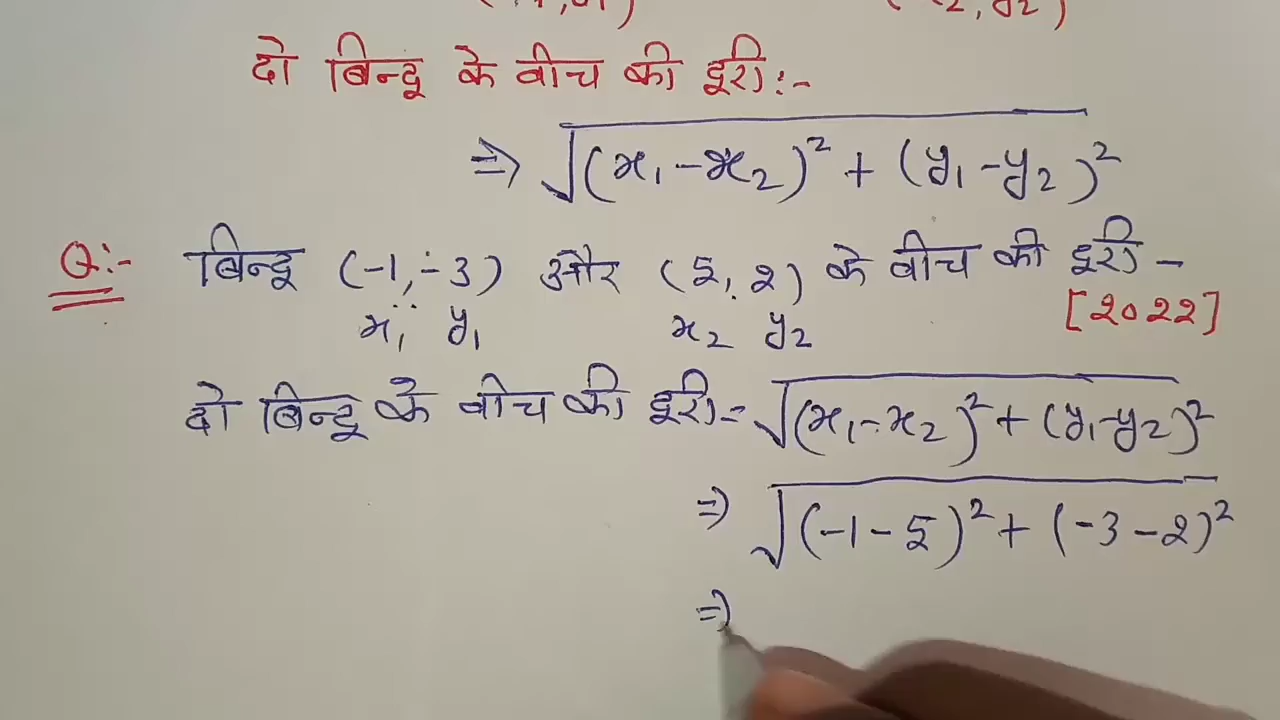 दो बिन्दू के बीच की दूरी:-
⇒ √(x₁-x₂)² + (y₁-y₂)²
Q:- बिन्दू (-1,-3) और (5, 2) के बीच की दूरी -
x₁ y₁ x₂ y₂ [2022]
दो बिन्दू के बीच की दूरी = √(x₁-x₂)² + (y₁-y₂)²
⇒ √(-1-5)² + (-3-2)²
⇒